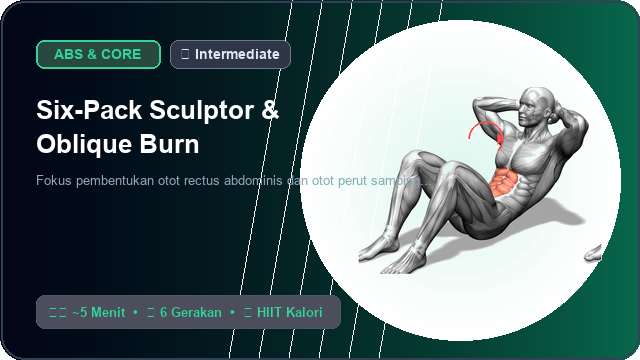 ABS & CORE
Intermediate
Six-Pack Sculptor &
Oblique Burn
Fokus pembentukan otot rectus abdominis dan otot perut samping...
~5 Menit • 6 Gerakan • HIIT Kalori